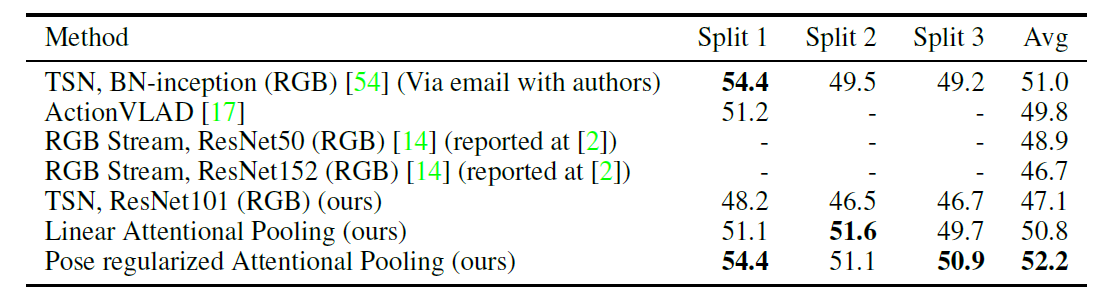 Method Split 1 Split 2 Split 3 Avg
TSN, BN-inception (RGB) [54] (Via email with authors) 54.4 49.5 49.2 51.0
ActionVLAD [17] 51.2 - - 49.8
RGB Stream, ResNet50 (RGB) [14] (reported at [2]) - - - 48.9
RGB Stream, ResNet152 (RGB) [14] (reported at [2]) - - - 46.7
TSN, ResNet101 (RGB) (ours) 48.2 46.5 46.7 47.1
Linear Attentional Pooling (ours) 51.1 51.6 49.7 50.8
Pose regularized Attentional Pooling (ours) 54.4 51.1 50.9 52.2